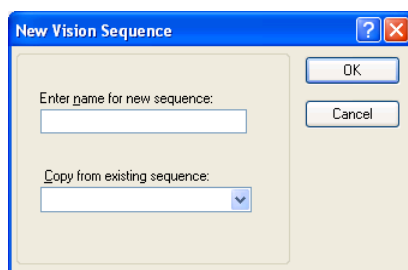 New Vision Sequence
OK
Enter name for new sequence:
Cancel
Copy from existing sequence: